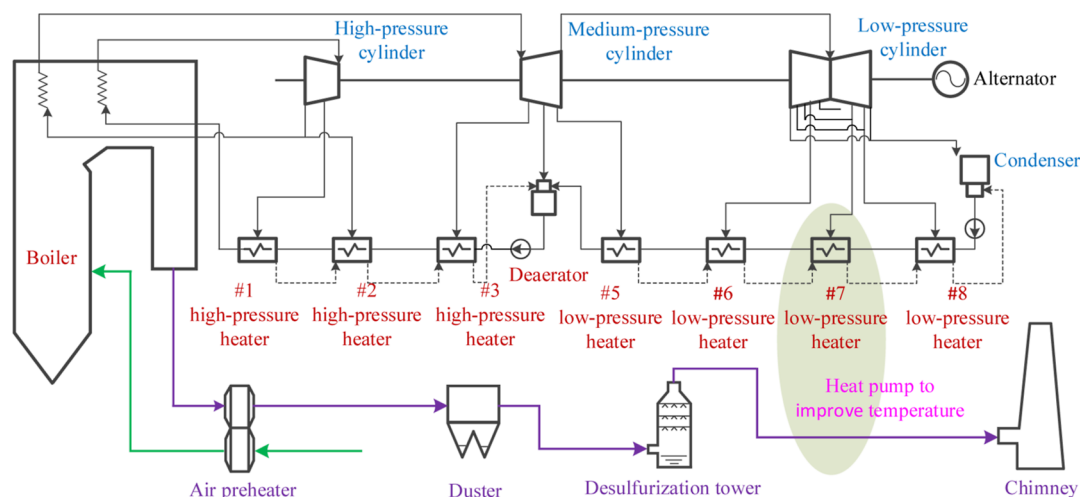 High-pressure
cylinder
Medium-pressure
cylinder
Low-pressure
cylinder
Alternator
Condenser
Boiler
Deaerator
#1
high-pressure
heater
#2
high-pressure
heater
#3
high-pressure
heater
#5
low-pressure
heater
#6
low-pressure
heater
#7
low-pressure
heater
#8
low-pressure
heater
Heat pump to
improve temperature
Air preheater
Duster
Desulfurization tower
Chimney